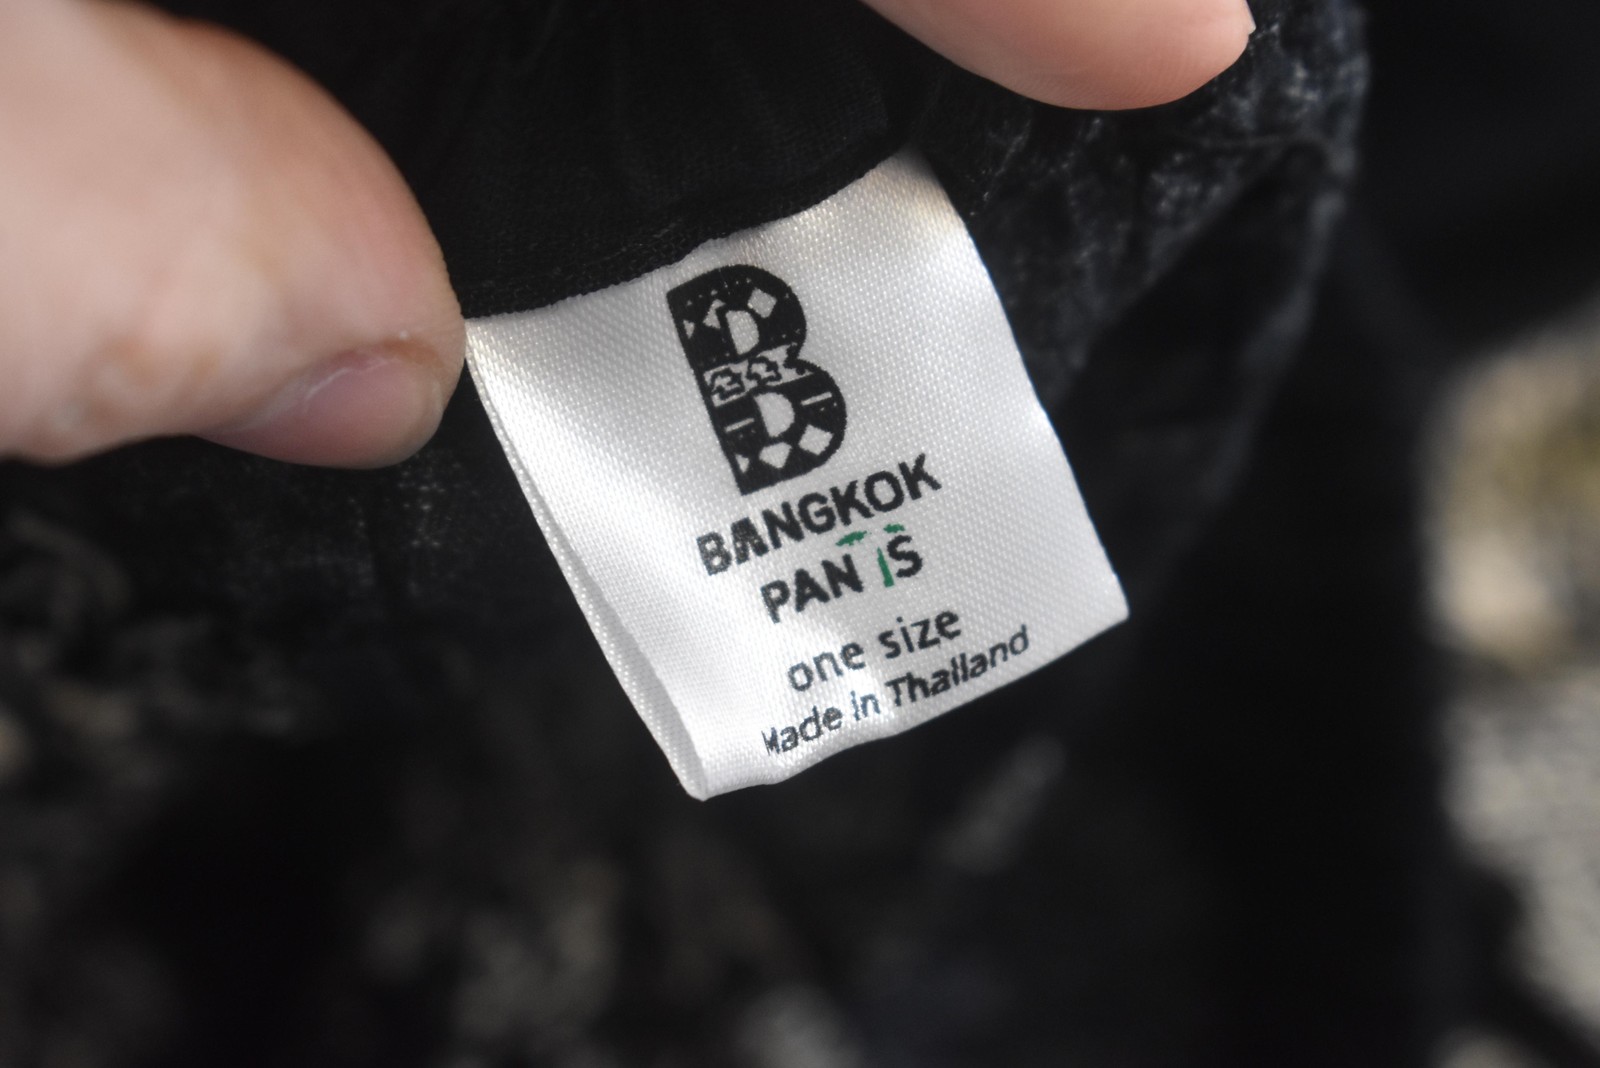 B
BANGKOK
PANTS
one size
Made in Thailand